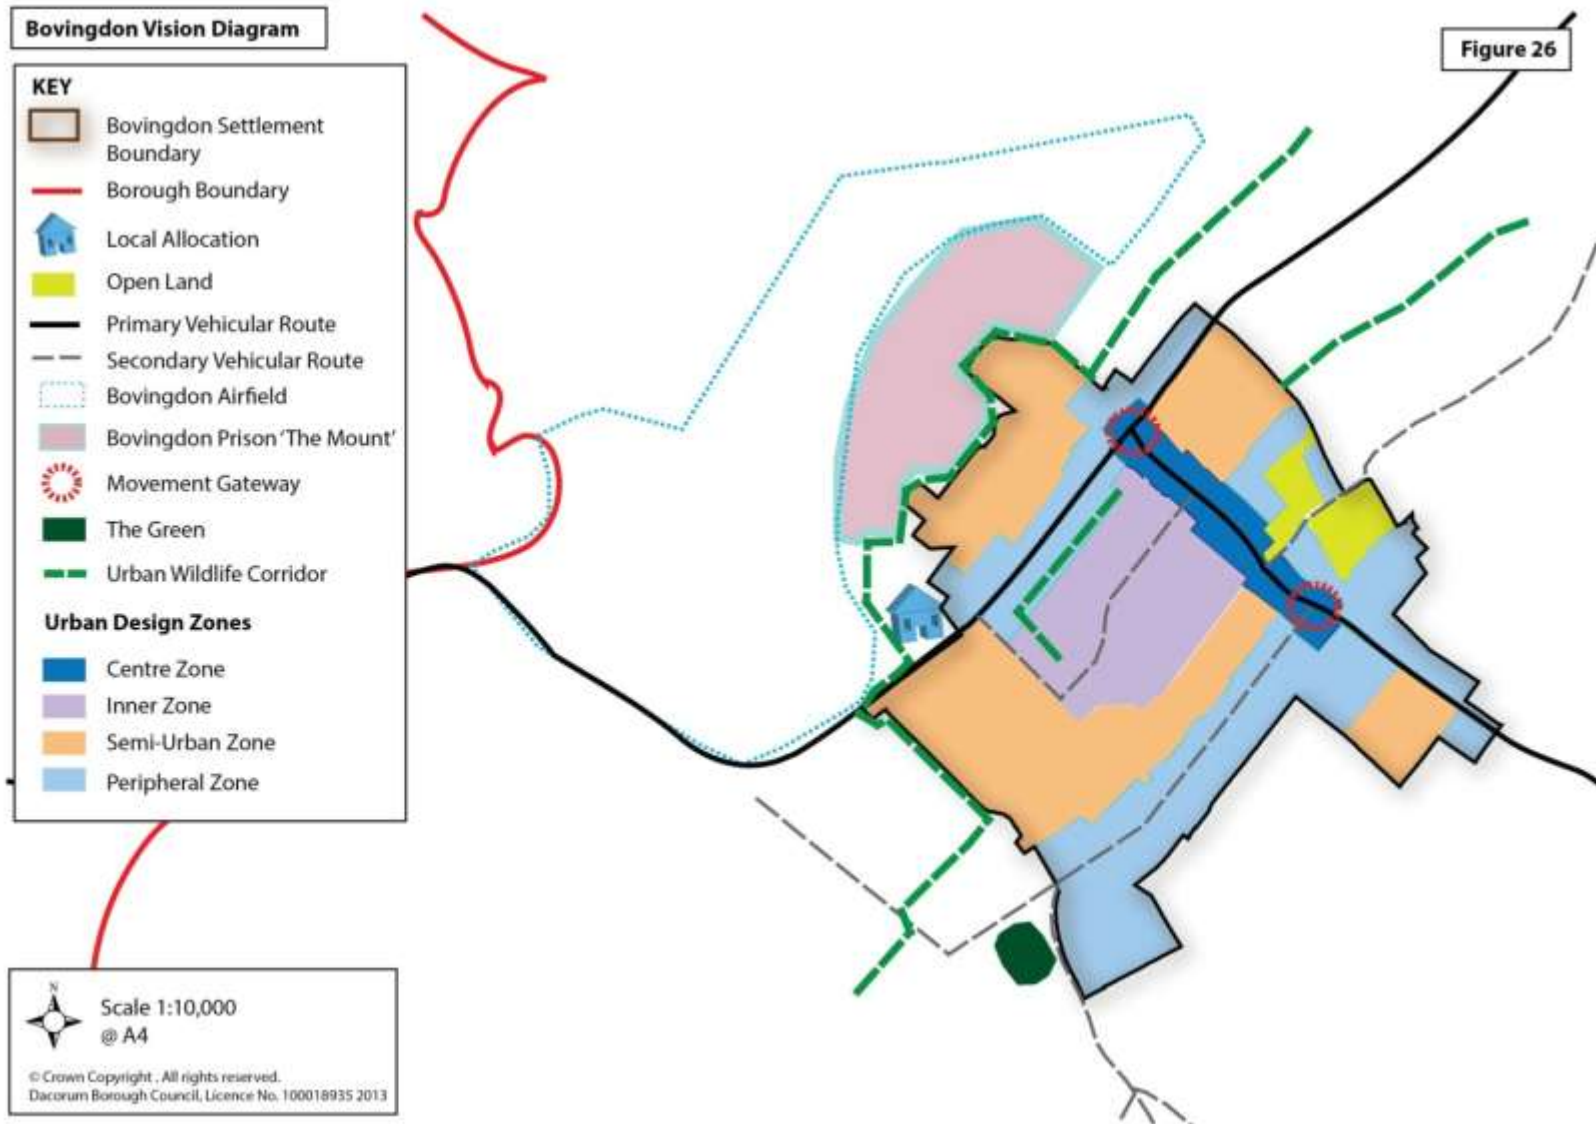 Bovingdon Vision Diagram
Figure 26
KEY
Bovingdon Settlement
Boundary
Borough Boundary
Local Allocation
Open Land
Primary Vehicular Route
Secondary Vehicular Route
Bovingdon Airfield
Bovingdon Prison 'The Mount'
Movement Gateway
The Green
Urban Wildlife Corridor
Urban Design Zones
Centre Zone
Inner Zone
Semi-Urban Zone
Peripheral Zone
N
Scale 1:10,000
@ A4
© Crown Copyright . All rights reserved.
Dacorum Borough Council, Licence No. 100018935 2013